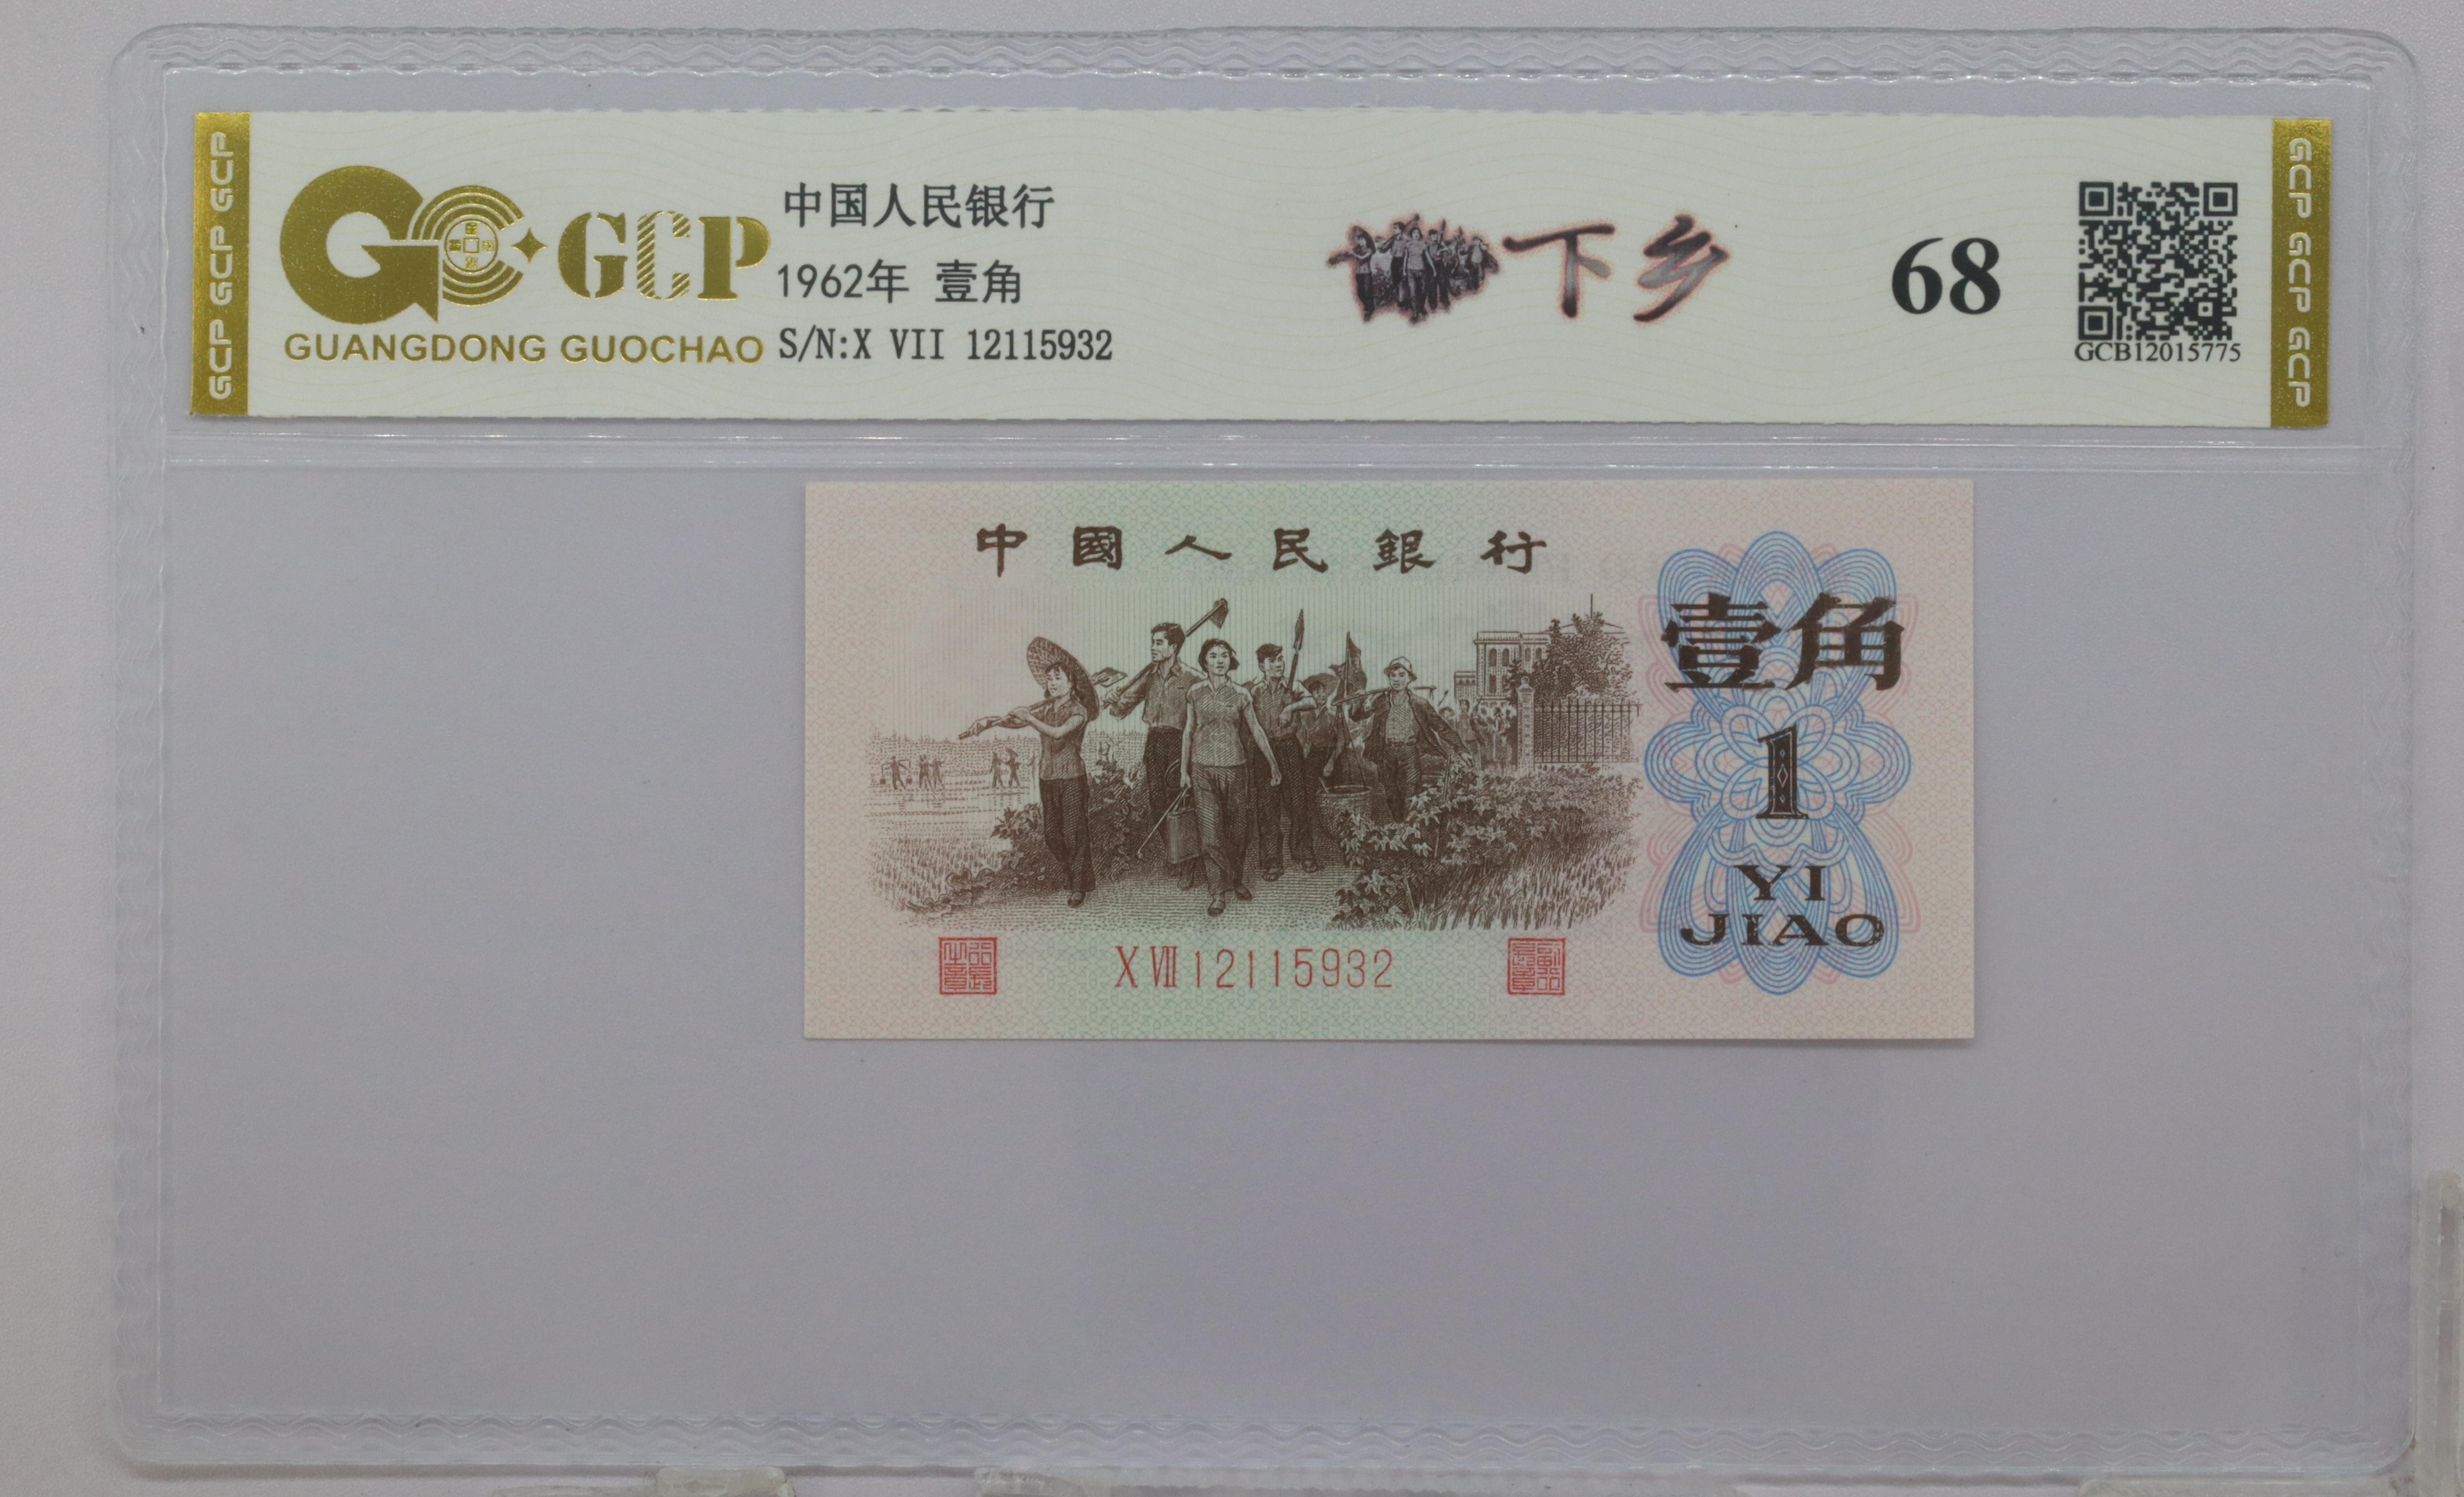 GCP GCP GCP
GCP
GUANGDONG GUOCHAO
中国人民银行
1962年 壹角
S/N:X VII 12115932
下乡
68
GCB12015775
GCP GCP GCP
中國人民銀行
壹角
1
YI
JIAO
X VII 12115932